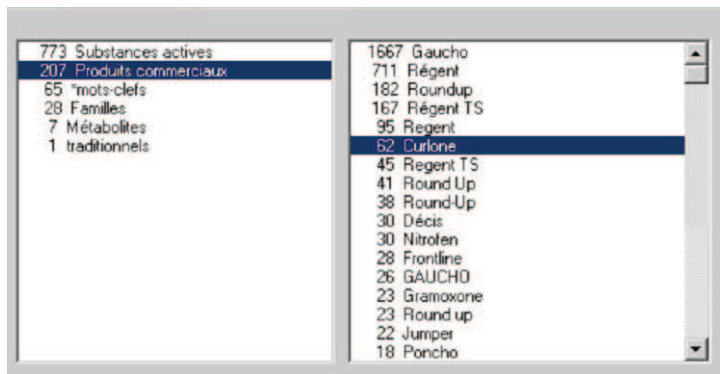 773 Substances actives
207 Produits commerciaux
65 *mots-clefs
28 Familles
7 Métabolites
1 traditionnels
1667 Gaucho
711 Régent
182 Roundup
167 Régent TS
95 Regent
62 Curlone
45 Regent TS
41 Round Up
38 Round-Up
30 Décis
30 Nitrofen
28 Frontline
26 GAUCHO
23 Gramoxone
23 Round up
22 Jumper
18 Poncho